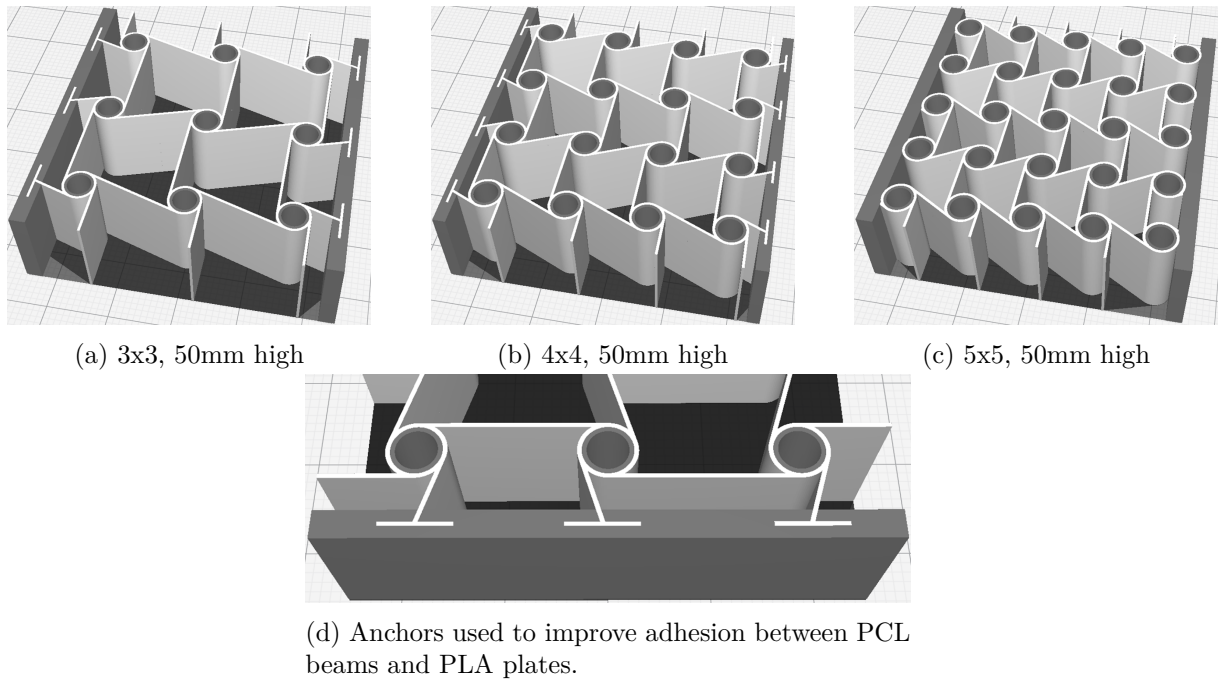 (a) 3x3, 50mm high
(b) 4x4, 50mm high
(c) 5x5, 50mm high
(d) Anchors used to improve adhesion between PCL
beams and PLA plates.